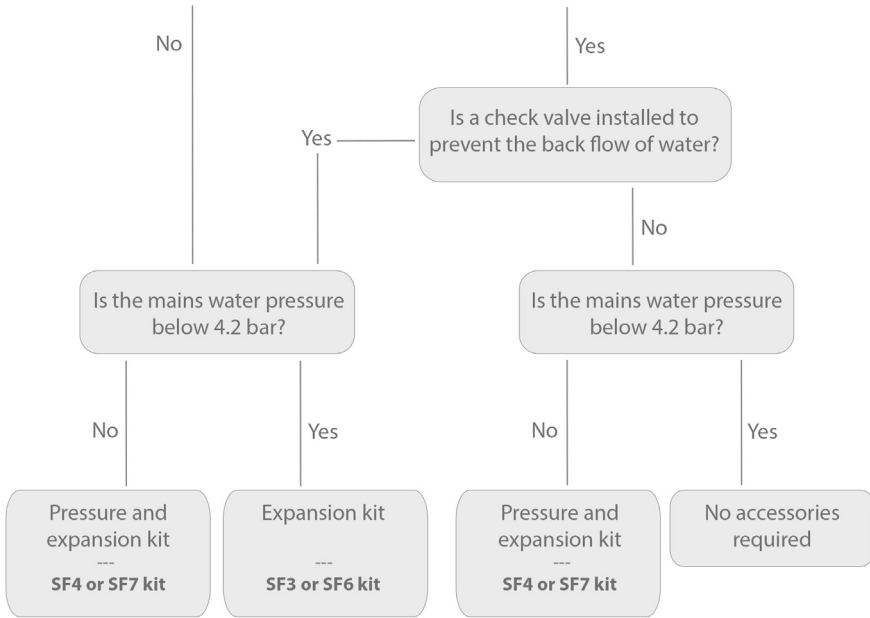 No
Yes
Is a check valve installed to
prevent the back flow of water?
Yes
No
Is the mains water pressure
below 4.2 bar?
Is the mains water pressure
below 4.2 bar?
No
Yes
No
Yes
Pressure and
expansion kit
---
SF4 or SF7 kit
Expansion kit
---
SF3 or SF6 kit
Pressure and
expansion kit
---
SF4 or SF7 kit
No accessories
required